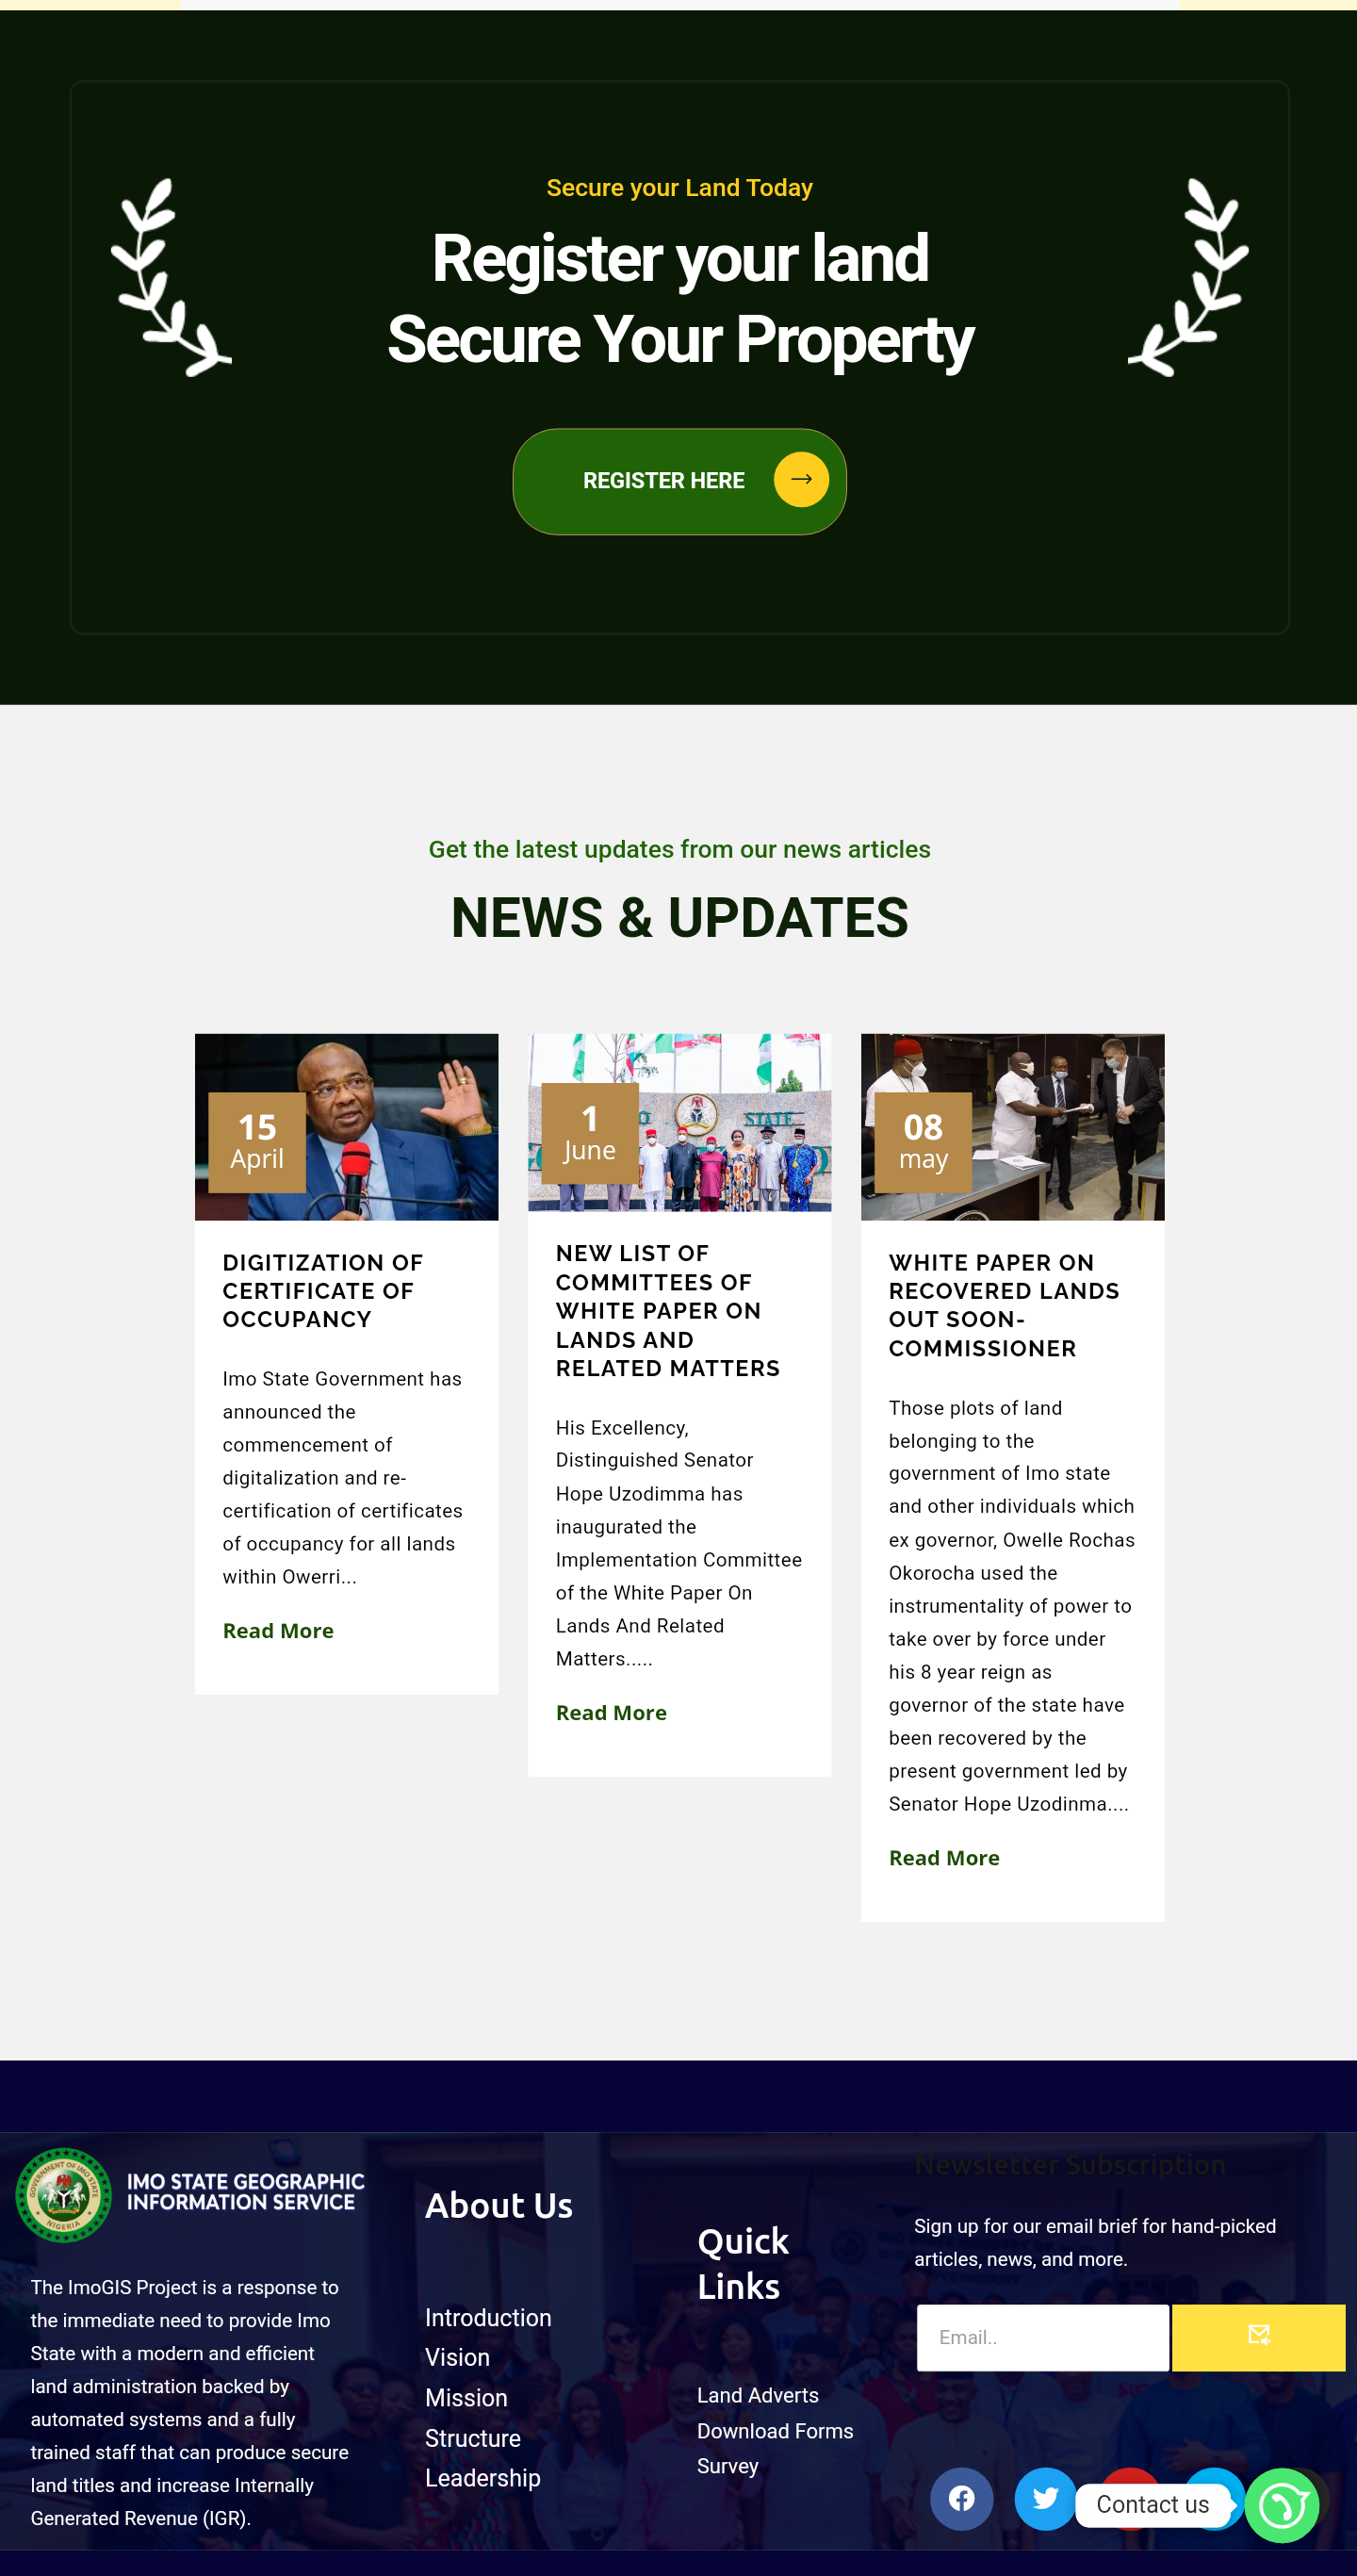 Secure your Land Today
Register your land
Secure Your Property
REGISTER HERE
Get the latest updates from our news articles
NEWS & UPDATES
15
April
DIGITIZATION OF
CERTIFICATE OF
OCCUPANCY
Imo State Government has
announced the
commencement of
digitalization and re-
certification of certificates
of occupancy for all lands
within Owerri...
Read More
1
June
STATE
NEW LIST OF
COMMITTEES OF
WHITE PAPER ON
LANDS AND
RELATED MATTERS
His Excellency,
Distinguished Senator
Hope Uzodimma has
inaugurated the
Implementation Committee
of the White Paper On
Lands And Related
Matters.....
Read More
08
may
WHITE PAPER ON
RECOVERED LANDS
OUT SOON-
COMMISSIONER
Those plots of land
belonging to the
government of Imo state
and other individuals which
ex governor, Owelle Rochas
Okorocha used the
instrumentality of power to
take over by force under
his 8 year reign as
governor of the state have
been recovered by the
present government led by
Senator Hope Uzodinma....
Read More
GOVERNMENT OF IMO STATE
NIGERIA
IMO STATE GEOGRAPHIC
INFORMATION SERVICE
The ImoGIS Project is a response to
the immediate need to provide Imo
State with a modern and efficient
land administration backed by
automated systems and a fully
trained staff that can produce secure
land titles and increase Internally
Generated Revenue (IGR).
About Us
Introduction
Vision
Mission
Structure
Leadership
Quick
Links
Land Adverts
Download Forms
Survey
Newsletter Subscription
Sign up for our email brief for hand-picked
articles, news, and more.
Email..
Contact us